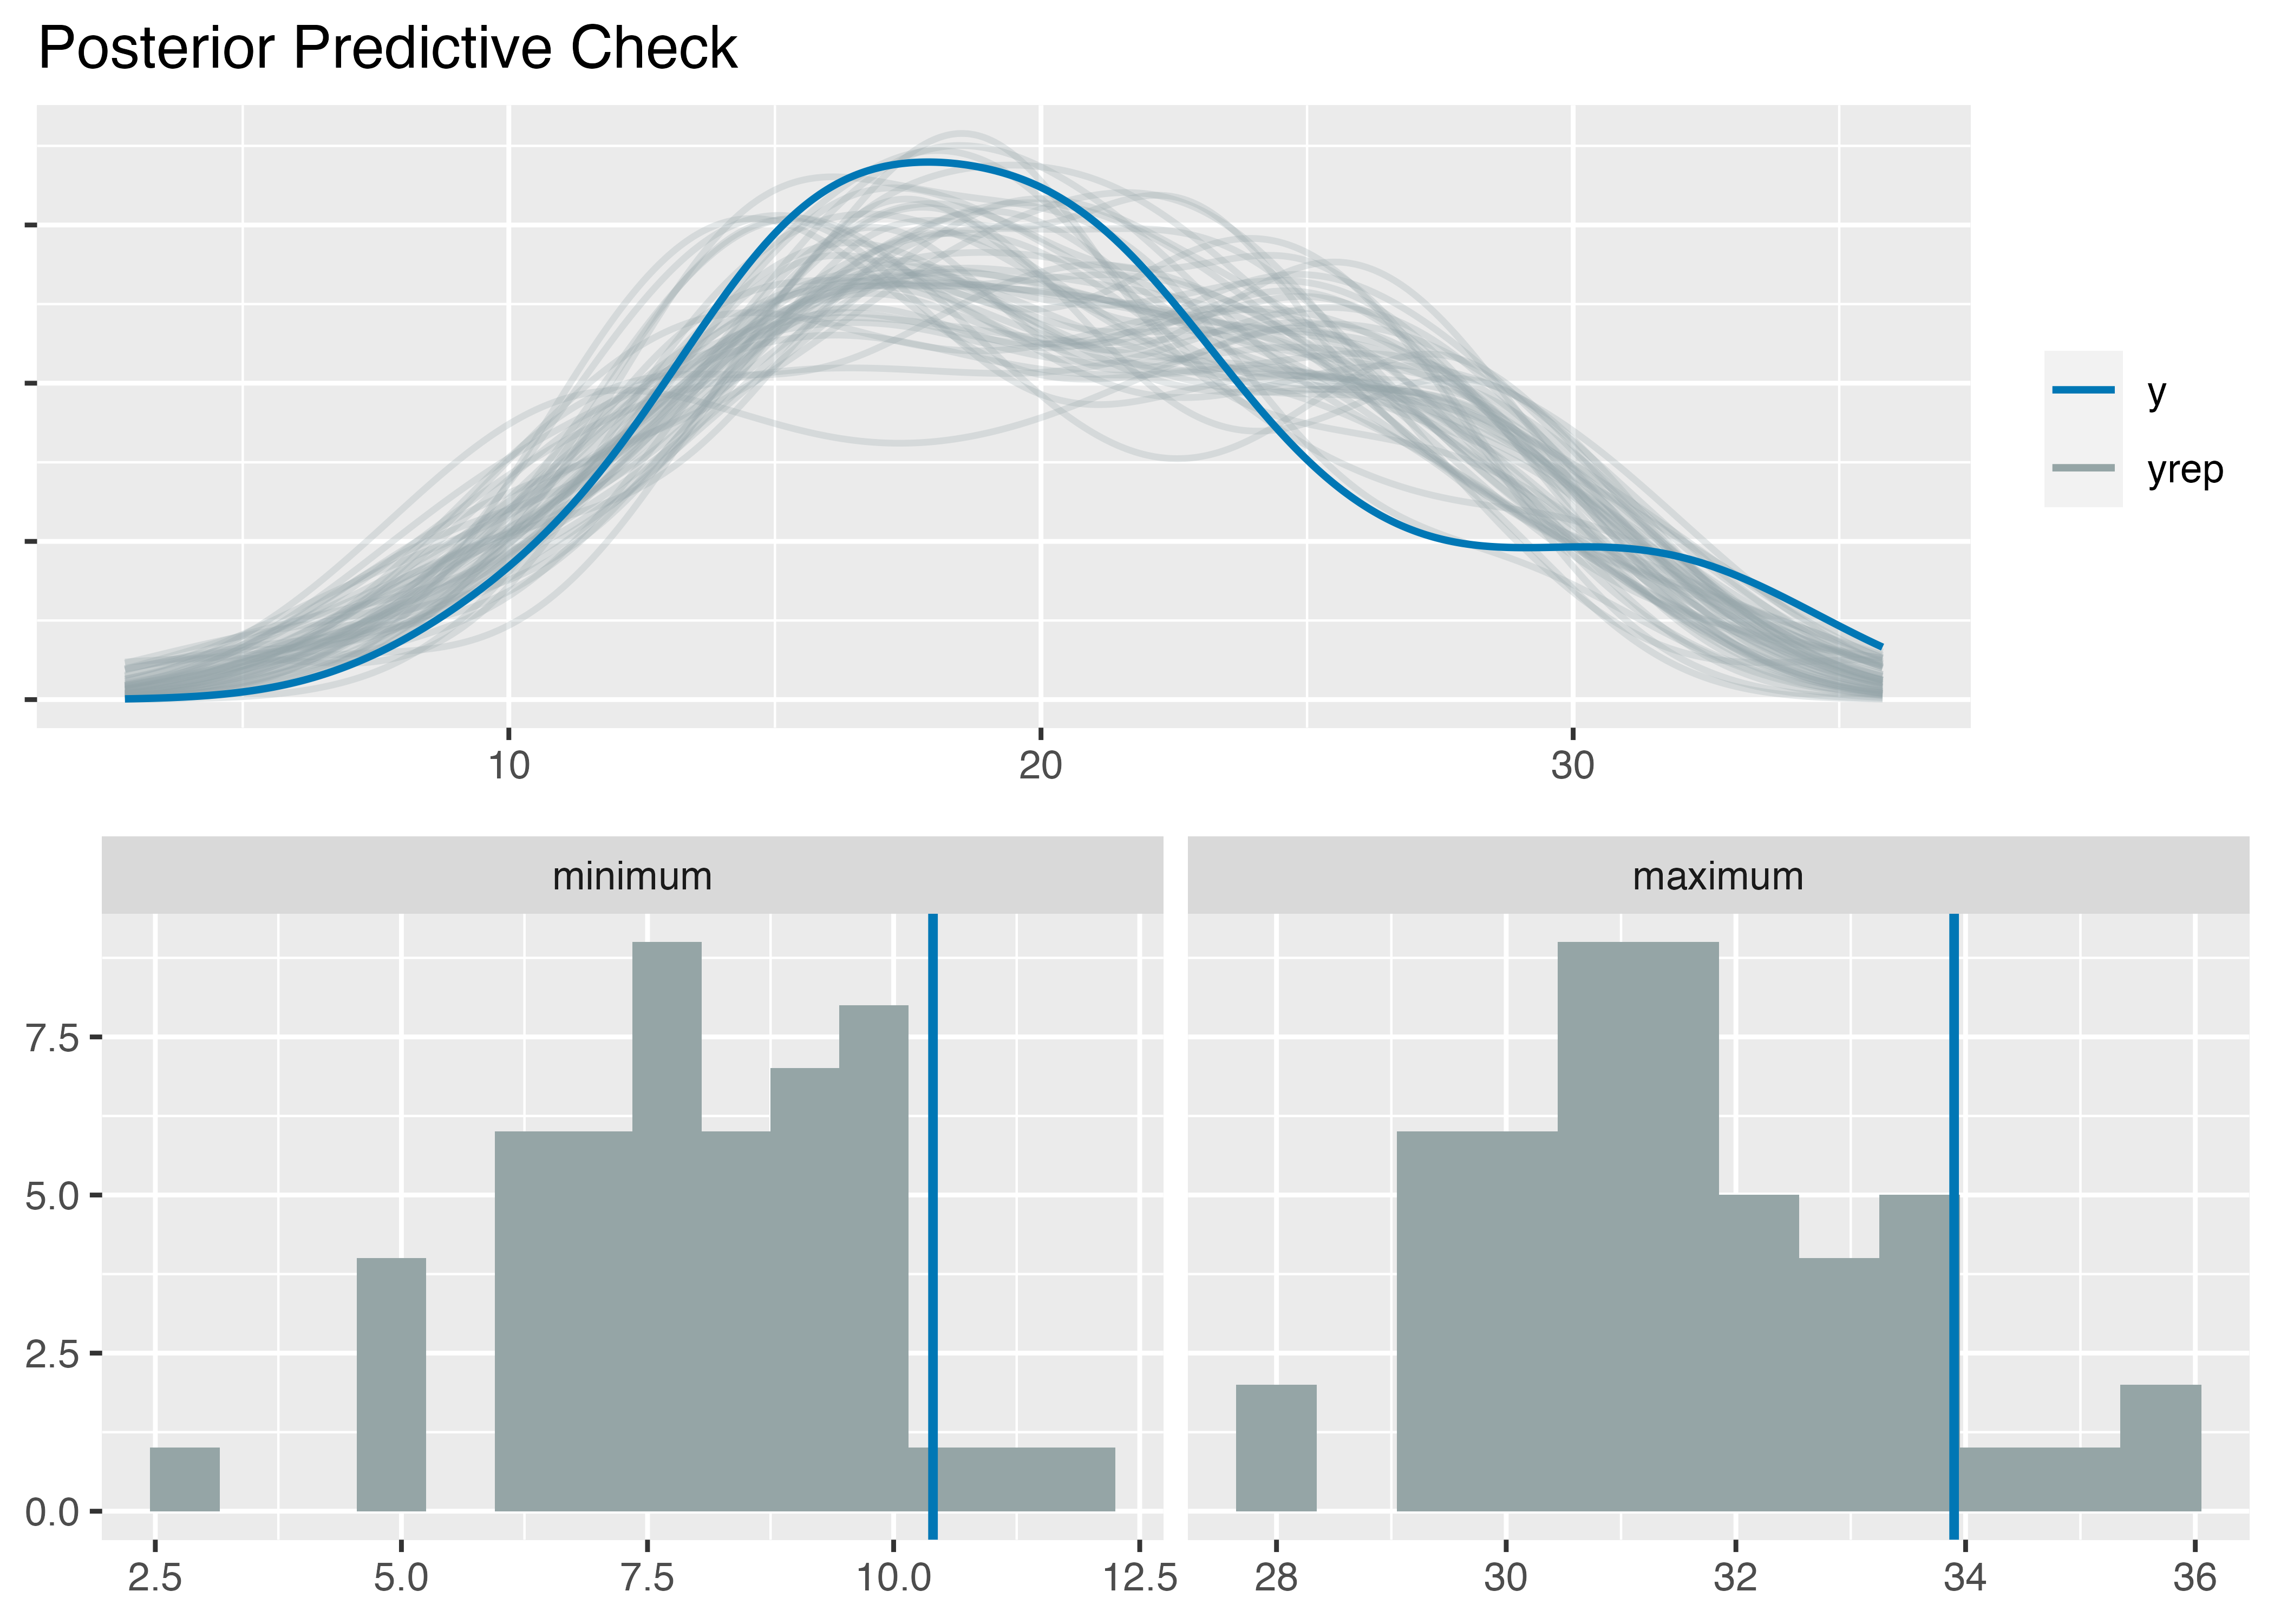 Posterior Predictive Check
y
yrep
10 20 30
minimum maximum
7.5
5.0
2.5
0.0
2.5 5.0 7.5 10.0 12.5 28 30 32 34 36